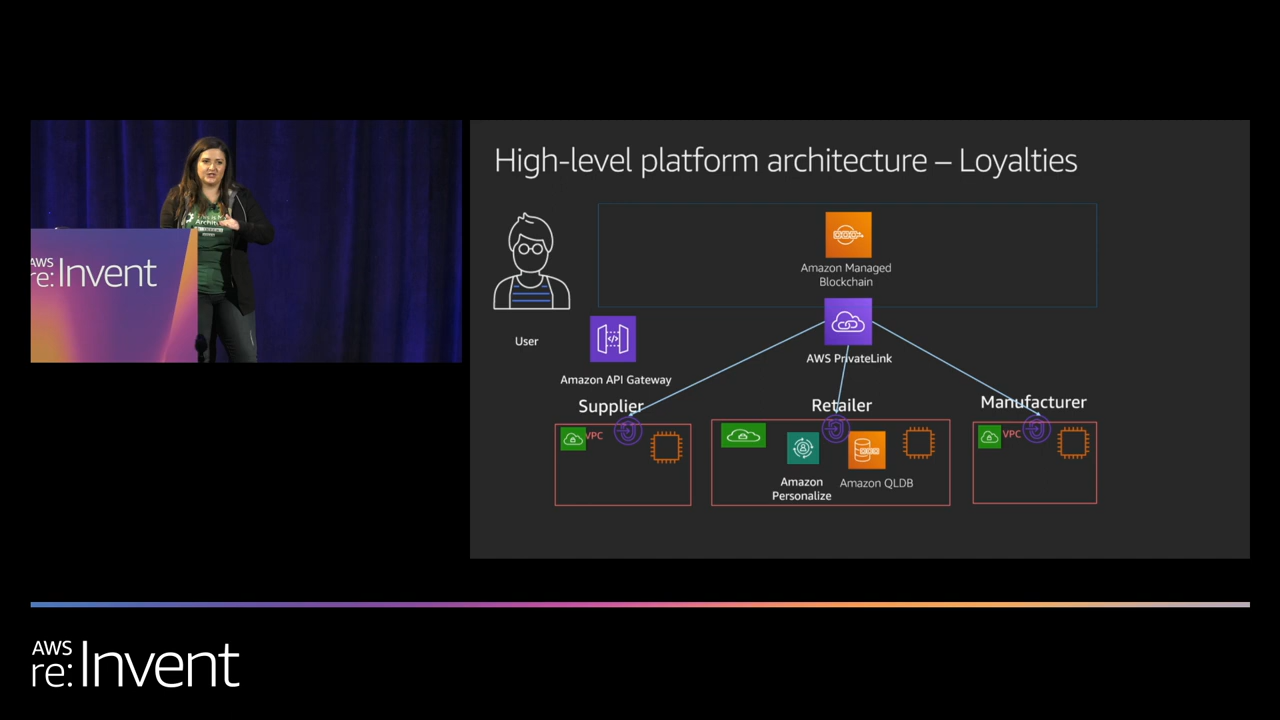 High-level platform architecture – Loyalties
Amazon Managed
Blockchain
User
AWS PrivateLink
Amazon API Gateway
Supplier
Retailer
Manufacturer
VPC
VPC
Amazon
Personalize
Amazon QLDB
AWS
re:Invent
AWS
re:Invent